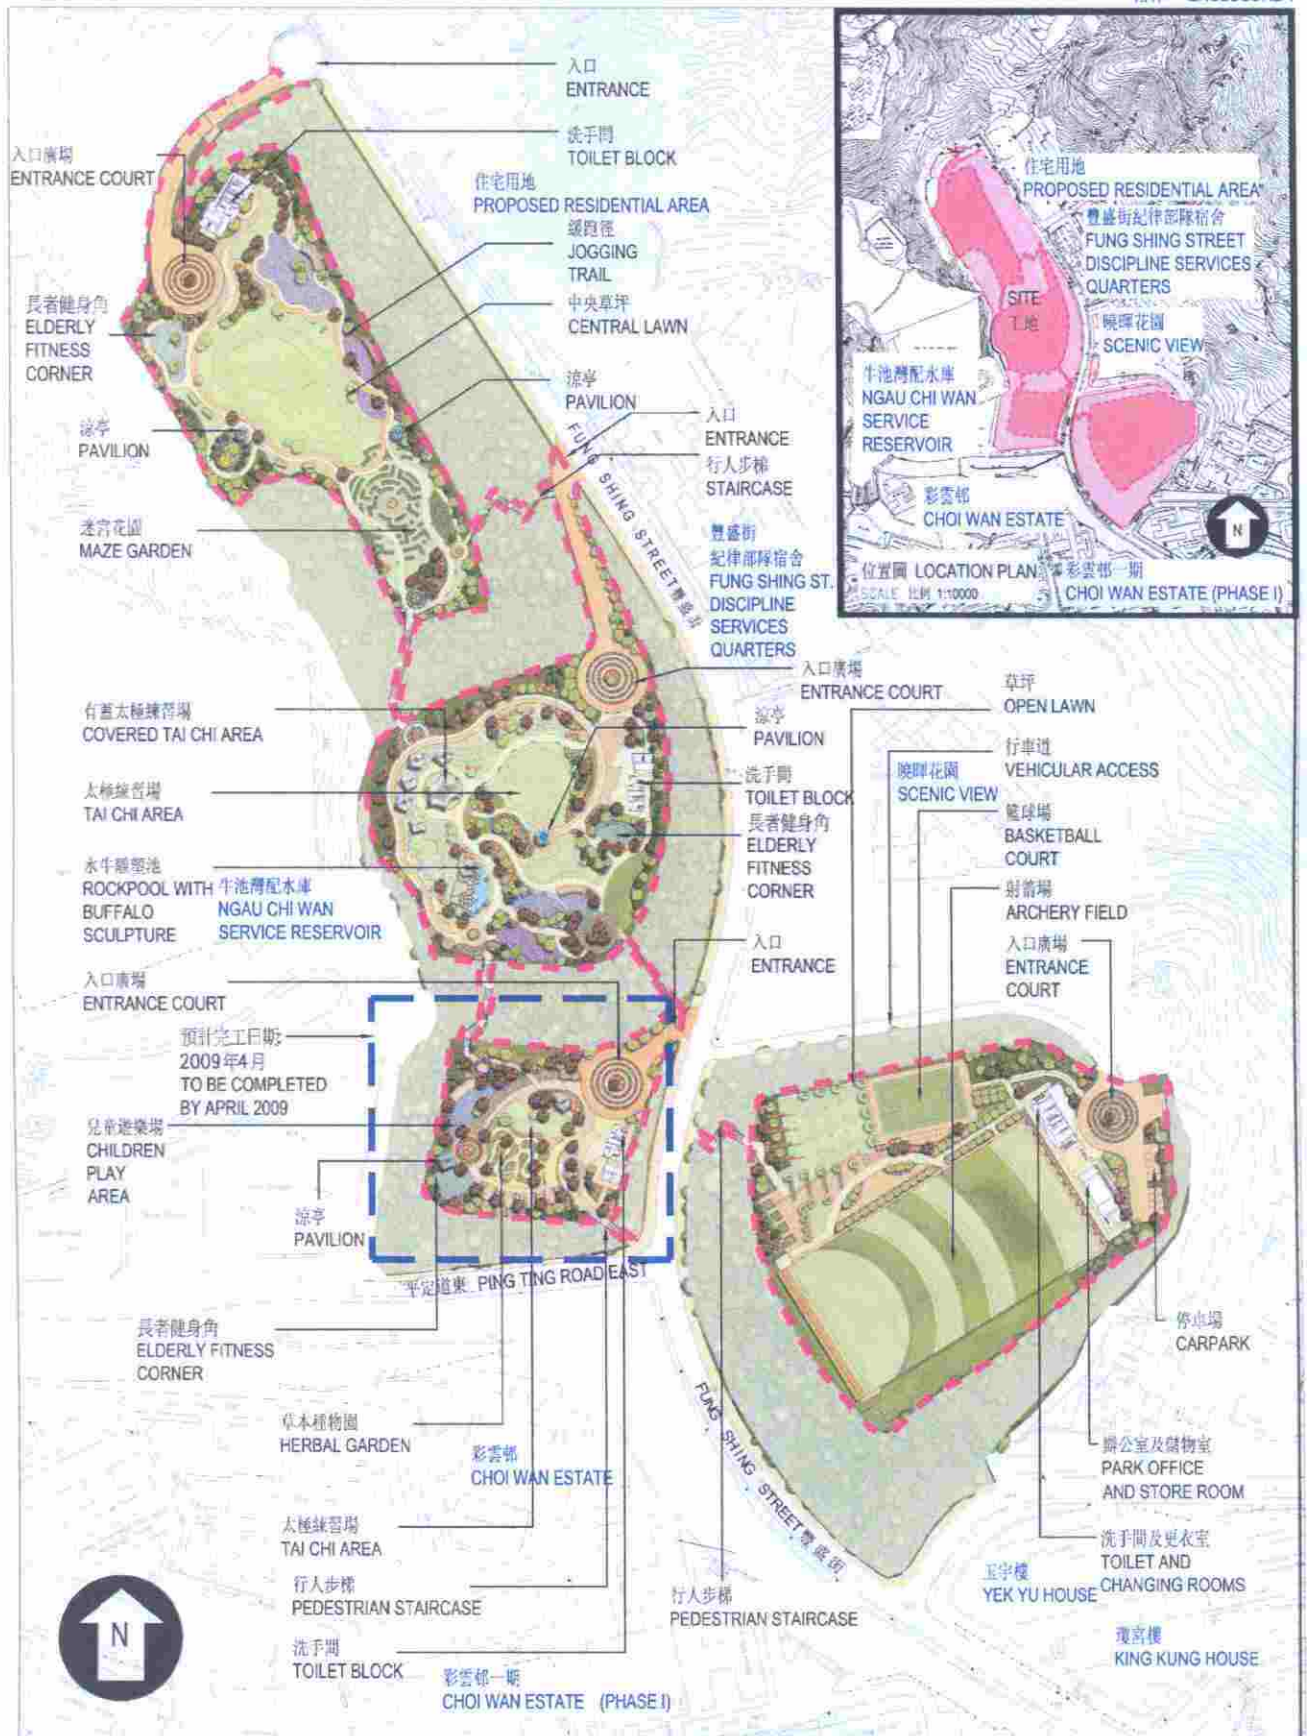 入口
ENTRANCE
洗手間
TOILET BLOCK
入口廣場
ENTRANCE COURT
住宅用地
PROPOSED RESIDENTIAL AREA
緩跑徑
JOGGING
TRAIL
中央草坪
CENTRAL LAWN
長者健身角
ELDERLY
FITNESS
CORNER
涼亭
PAVILION
涼亭
PAVILION
入口
ENTRANCE
行人步梯
STAIRCASE
迷宮花園
MAZE GARDEN
FUNG SHING STREET 豐盛街
豐盛街
紀律部隊宿舍
FUNG SHING ST.
DISCIPLINE
SERVICES
QUARTERS
住宅用地
PROPOSED RESIDENTIAL AREA
豐盛街紀律部隊宿舍
FUNG SHING STREET
DISCIPLINE SERVICES
QUARTERS
SITE
工地
曉暉花園
SCENIC VIEW
牛池灣配水庫
NGAU CHI WAN
SERVICE
RESERVOIR
彩雲邨
CHOI WAN ESTATE
N
位置圖 LOCATION PLAN
SCALE 比例 1:10000
彩雲邨一期
CHOI WAN ESTATE (PHASE I)
入口廣場
ENTRANCE COURT
草坪
OPEN LAWN
有蓋太極練習場
COVERED TAI CHI AREA
涼亭
PAVILION
行車道
VEHICULAR ACCESS
曉暉花園
SCENIC VIEW
太極練習場
TAI CHI AREA
洗手間
TOILET BLOCK
長者健身角
ELDERLY
FITNESS
CORNER
籃球場
BASKETBALL
COURT
射箭場
ARCHERY FIELD
水牛雕塑池
ROCKPOOL WITH
BUFFALO
SCULPTURE
牛池灣配水庫
NGAU CHI WAN
SERVICE RESERVOIR
入口
ENTRANCE
入口廣場
ENTRANCE
COURT
入口廣場
ENTRANCE COURT
預計完工日期:
2009年4月
TO BE COMPLETED
BY APRIL 2009
兒童遊樂場
CHILDREN
PLAY
AREA
涼亭
PAVILION
平定道東 PING TING ROAD EAST
長者健身角
ELDERLY FITNESS
CORNER
停車場
CARPARK
草本植物園
HERBAL GARDEN
彩雲邨
CHOI WAN ESTATE
FUNG SHING STREET 豐盛街
辦公室及儲物室
PARK OFFICE
AND STORE ROOM
太極練習場
TAI CHI AREA
洗手間及更衣室
TOILET AND
CHANGING ROOMS
玉宇樓
YEK YU HOUSE
行人步梯
PEDESTRIAN STAIRCASE
行人步梯
PEDESTRIAN STAIRCASE
瓊宮樓
KING KUNG HOUSE
洗手間
TOILET BLOCK
彩雲邨一期
CHOI WAN ESTATE (PHASE I)
N